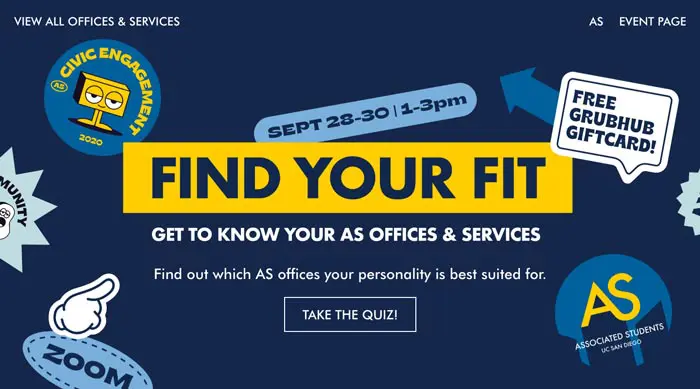 VIEW ALL OFFICES & SERVICES
AS
EVENT PAGE
CIVIC ENGAGEMENT
AS
2020
SEPT 28-30 | 1-3pm
FREE
GRUBHUB
GIFTCARD!
FIND YOUR FIT
GET TO KNOW YOUR AS OFFICES & SERVICES
Find out which AS offices your personality is best suited for.
TAKE THE QUIZ!
ZOOM
AS
ASSOCIATED STUDENTS
UC SAN DIEGO